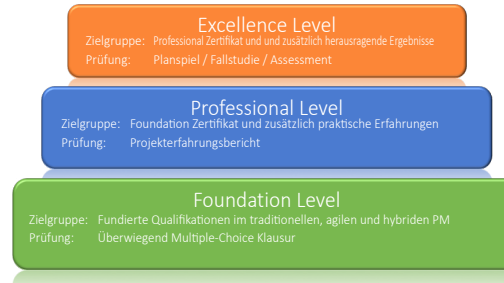 Excellence Level
Zielgruppe: Professional Zertifikat und und zusätzlich herausragende Ergebnisse
Prüfung: Planspiel / Fallstudie / Assessment
Professional Level
Zielgruppe: Foundation Zertifikat und zusätzlich praktische Erfahrungen
Prüfung: Projekterfahrungsbericht
Foundation Level
Zielgruppe: Fundierte Qualifikationen im traditionellen, agilen und hybriden PM
Prüfung: Überwiegend Multiple-Choice Klausur